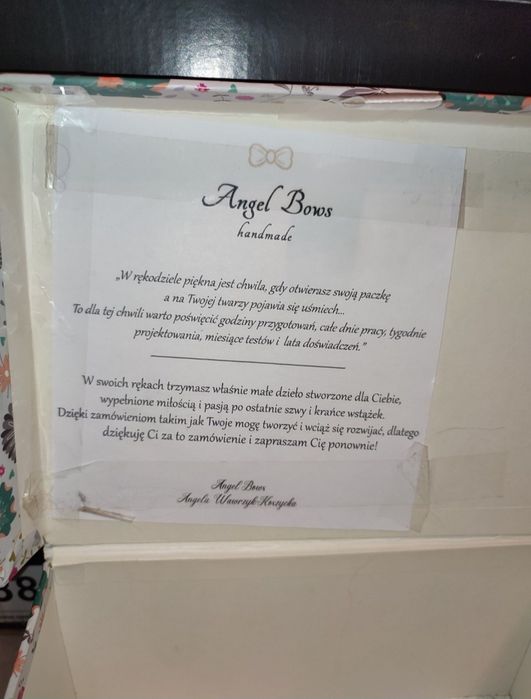 Angel Bows
handmade
„W rękodziele piękna jest chwila, gdy otwierasz swoją paczkę
a na Twojej twarzy pojawia się uśmiech...
To dla tej chwili warto poświęcić godziny przygotowań, całe dnie pracy, tygodnie
projektowania, miesiące testów i lata doświadczeń.”
W swoich rękach trzymasz właśnie małe dzieło stworzone dla Ciebie,
wypełnione miłością i pasją po ostatnie szwy i krańce wstążek.
Dzięki zamówieniom takim jak Twoje mogę tworzyć i wciąż się rozwijać, dlatego
dziękuję Ci za to zamówienie i zapraszam Cię ponownie!
Angel Bows
Angela Wawrzyk-Koszycka